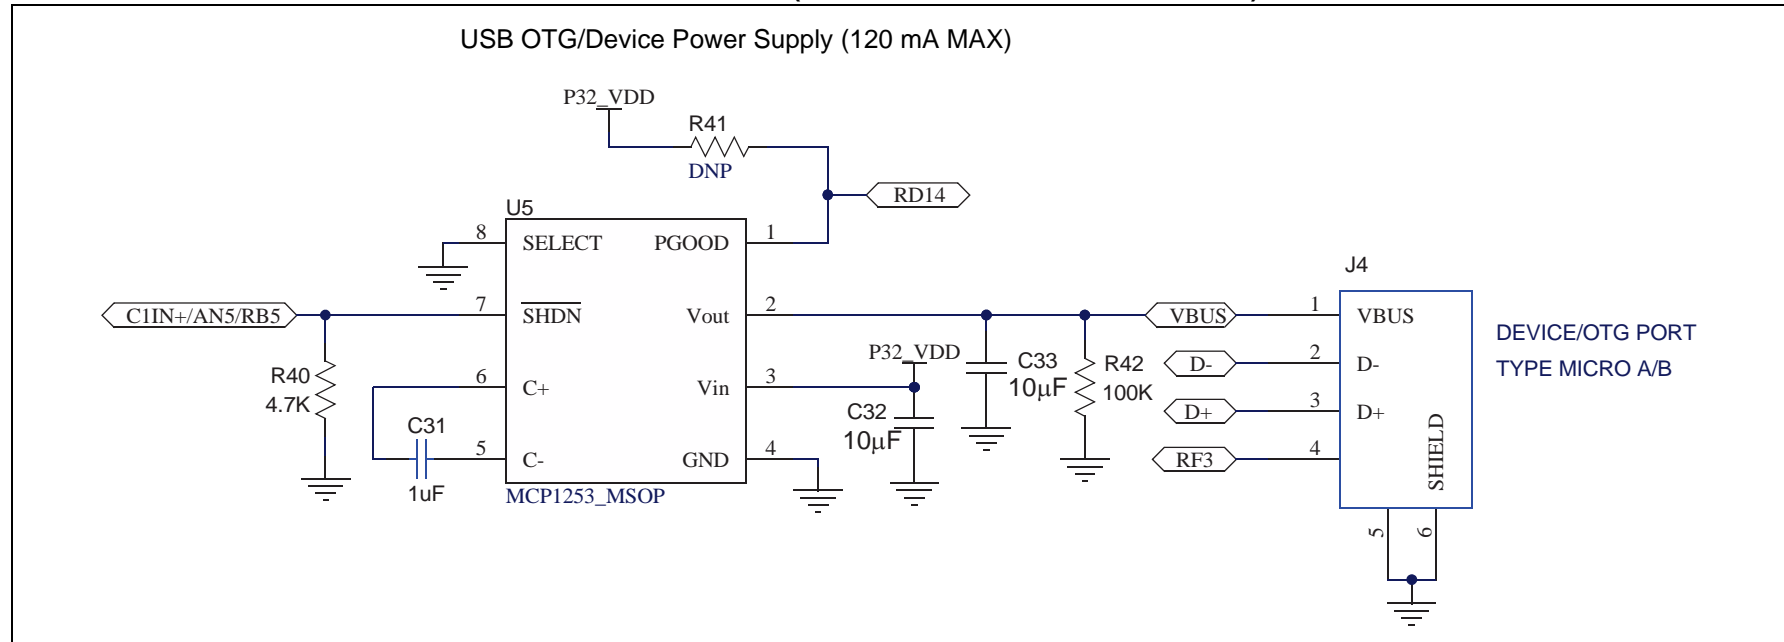 USB OTG/Device Power Supply (120 mA MAX)
P32_VDD
R41
DNP
RD14
U5
8 SELECT PGOOD 1
C1IN+/AN5/RB5 7 SHDN Vout 2
R40
4.7K
6 C+ Vin 3
C31
1uF
5 C- GND 4
MCP1253_MSOP
P32_VDD
C32
10µF
C33
10µF
R42
100K
J4
VBUS 1 VBUS
D- 2 D-
D+ 3 D+
RF3 4
SHIELD
5 6
DEVICE/OTG PORT
TYPE MICRO A/B